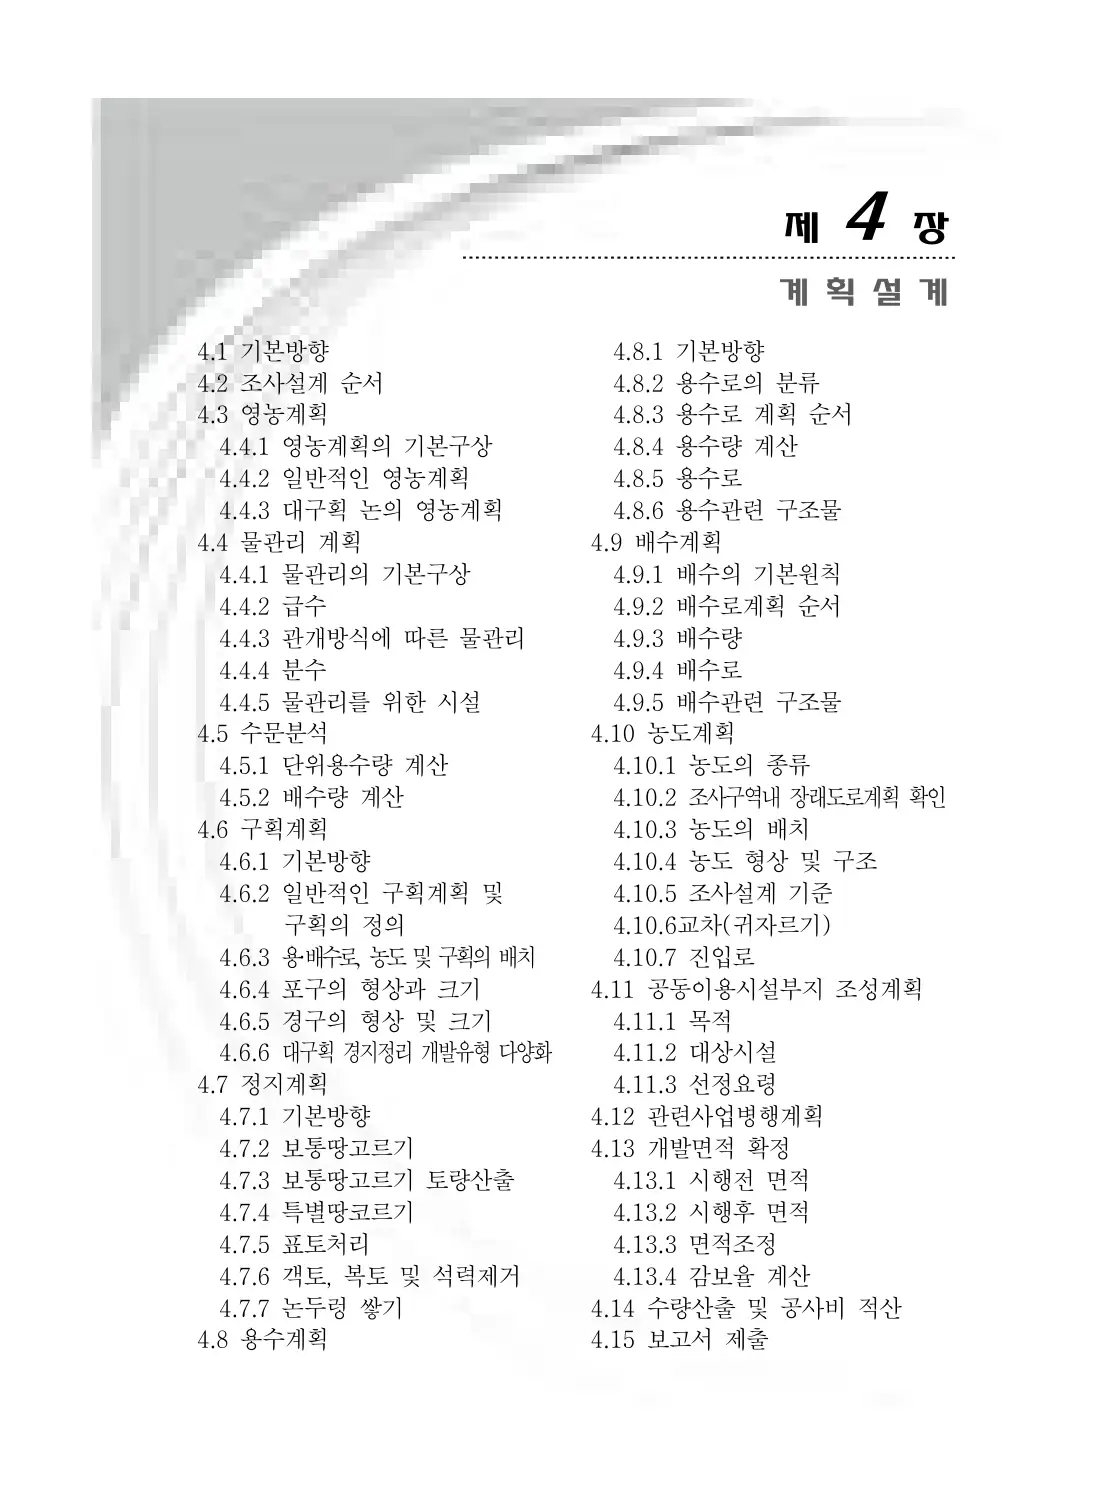 제 4 장
계획설계
4.1 기본방향
4.2 조사설계 순서
4.3 영농계획
4.4.1 영농계획의 기본구상
4.4.2 일반적인 영농계획
4.4.3 대구획 논의 영농계획
4.4 물관리 계획
4.4.1 물관리의 기본구상
4.4.2 급수
4.4.3 관개방식에 따른 물관리
4.4.4 분수
4.4.5 물관리를 위한 시설
4.5 수문분석
4.5.1 단위용수량 계산
4.5.2 배수량 계산
4.6 구획계획
4.6.1 기본방향
4.6.2 일반적인 구획계획 및
구획의 정의
4.6.3 용·배수로, 농도 및 구획의 배치
4.6.4 포구의 형상과 크기
4.6.5 경구의 형상 및 크기
4.6.6 대구획 경지정리 개발유형 다양화
4.7 정지계획
4.7.1 기본방향
4.7.2 보통땅고르기
4.7.3 보통땅고르기 토량산출
4.7.4 특별땅코르기
4.7.5 표토처리
4.7.6 객토, 복토 및 석력제거
4.7.7 논두렁 쌓기
4.8 용수계획
4.8.1 기본방향
4.8.2 용수로의 분류
4.8.3 용수로 계획 순서
4.8.4 용수량 계산
4.8.5 용수로
4.8.6 용수관련 구조물
4.9 배수계획
4.9.1 배수의 기본원칙
4.9.2 배수로계획 순서
4.9.3 배수량
4.9.4 배수로
4.9.5 배수관련 구조물
4.10 농도계획
4.10.1 농도의 종류
4.10.2 조사구역내 장래도로계획 확인
4.10.3 농도의 배치
4.10.4 농도 형상 및 구조
4.10.5 조사설계 기준
4.10.6교차(귀자르기)
4.10.7 진입로
4.11 공동이용시설부지 조성계획
4.11.1 목적
4.11.2 대상시설
4.11.3 선정요령
4.12 관련사업병행계획
4.13 개발면적 확정
4.13.1 시행전 면적
4.13.2 시행후 면적
4.13.3 면적조정
4.13.4 감보율 계산
4.14 수량산출 및 공사비 적산
4.15 보고서 제출